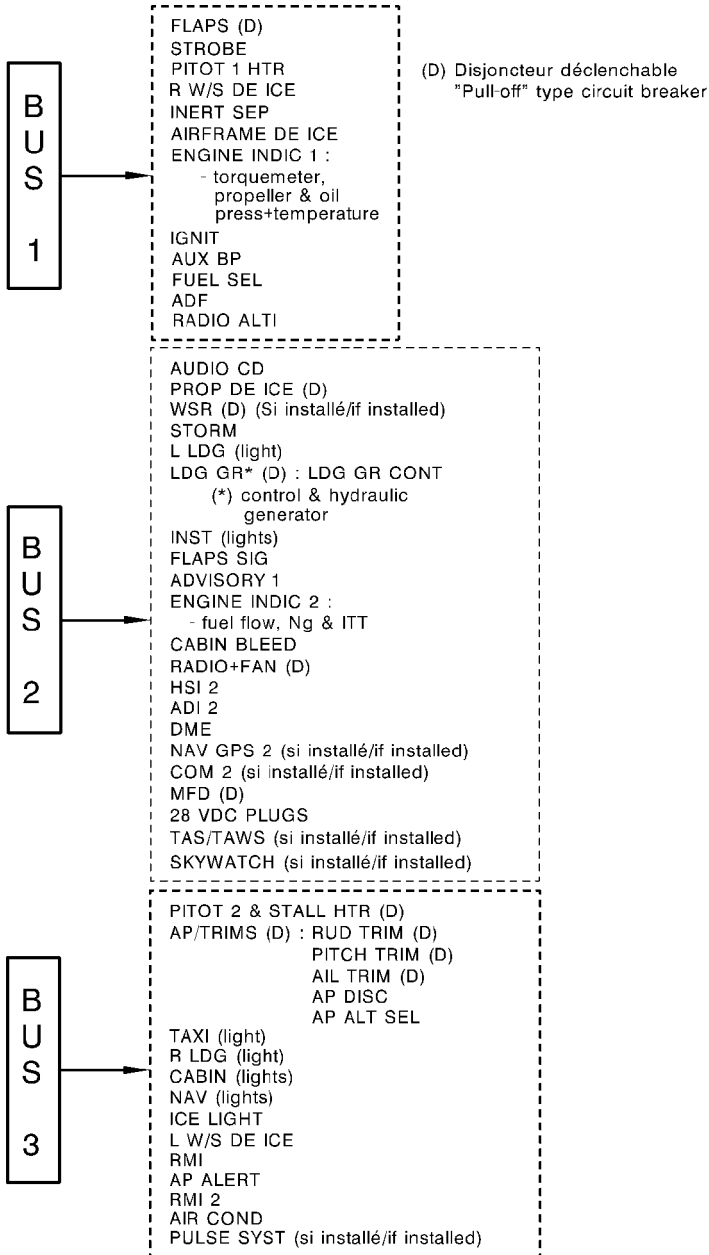 BUS 1
FLAPS (D)
STROBE
PITOT 1 HTR
R W/S DE ICE
INERT SEP
AIRFRAME DE ICE
ENGINE INDIC 1 :
- torquemeter,
propeller & oil
press+temperature
IGNIT
AUX BP
FUEL SEL
ADF
RADIO ALTI
(D) Disjoncteur déclenchable
"Pull-off" type circuit breaker
BUS 2
AUDIO CD
PROP DE ICE (D)
WSR (D) (Si installé/if installed)
STORM
L LDG (light)
LDG GR* (D) : LDG GR CONT
(*) control & hydraulic
generator
INST (lights)
FLAPS SIG
ADVISORY 1
ENGINE INDIC 2 :
- fuel flow, Ng & ITT
CABIN BLEED
RADIO+FAN (D)
HSI 2
ADI 2
DME
NAV GPS 2 (si installé/if installed)
COM 2 (si installé/if installed)
MFD (D)
28 VDC PLUGS
TAS/TAWS (si installé/if installed)
SKYWATCH (si installé/if installed)
BUS 3
PITOT 2 & STALL HTR (D)
AP/TRIMS (D) : RUD TRIM (D)
PITCH TRIM (D)
AIL TRIM (D)
AP DISC
AP ALT SEL
TAXI (light)
R LDG (light)
CABIN (lights)
NAV (lights)
ICE LIGHT
L W/S DE ICE
RMI
AP ALERT
RMI 2
AIR COND
PULSE SYST (si installé/if installed)